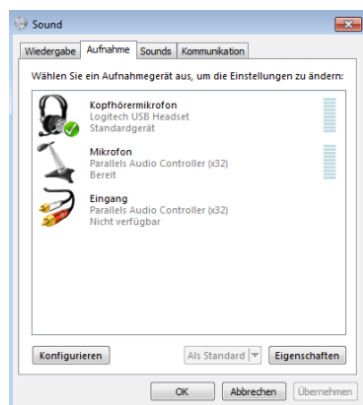 Sound
Wiedergabe Aufnahme Sounds Kommunikation
Wählen Sie ein Aufnahmegerät aus, um die Einstellungen zu ändern:
Kopfhörermikrofon
Logitech USB Headset
Standardgerät
Mikrofon
Parallels Audio Controller (x32)
Bereit
Eingang
Parallels Audio Controller (x32)
Nicht verfügbar
Konfigurieren Als Standard Eigenschaften
OK Abbrechen Übernehmen